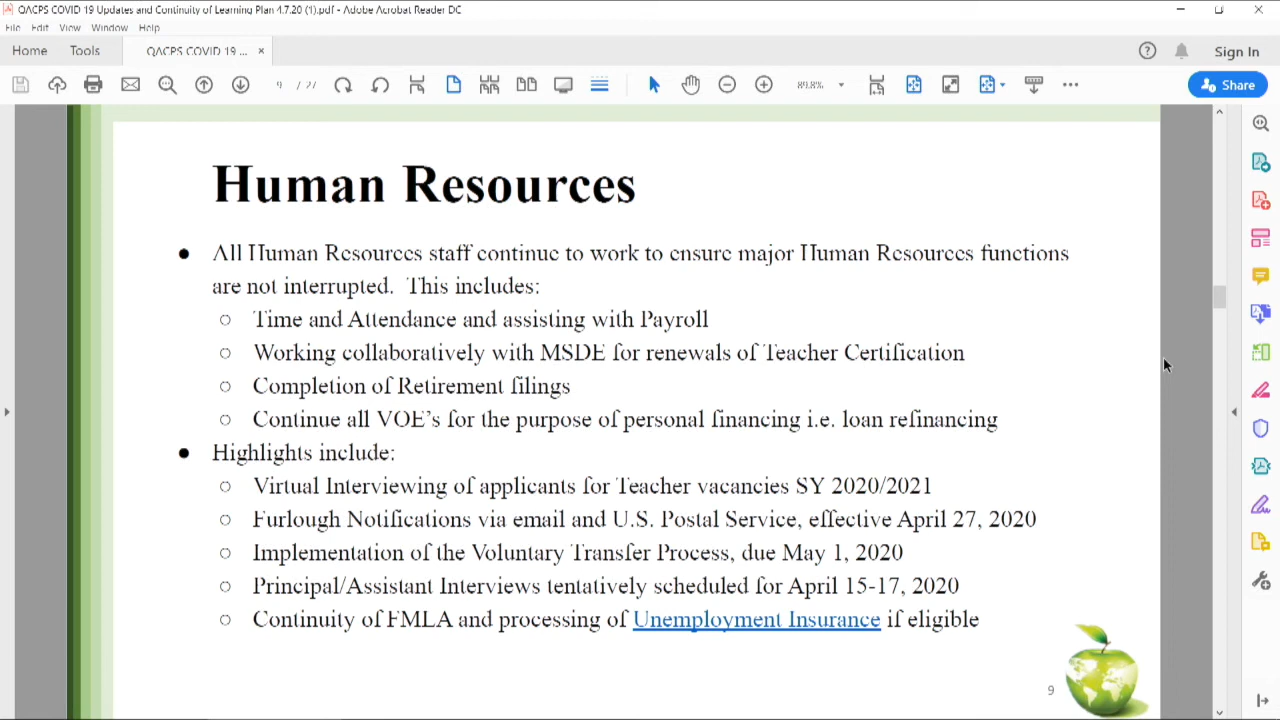 QACPS COVID 19 Updates and Continuity of Learning Plan 4.7.20 (1).pdf - Adobe Acrobat Reader DC
File Edit View Window Help
Home Tools QACPS COVID 19 ... × Sign In
9 / 27 89.8% Share
Human Resources
● All Human Resources staff continue to work to ensure major Human Resources functions
are not interrupted. This includes:
○ Time and Attendance and assisting with Payroll
○ Working collaboratively with MSDE for renewals of Teacher Certification
○ Completion of Retirement filings
○ Continue all VOE's for the purpose of personal financing i.e. loan refinancing
● Highlights include:
○ Virtual Interviewing of applicants for Teacher vacancies SY 2020/2021
○ Furlough Notifications via email and U.S. Postal Service, effective April 27, 2020
○ Implementation of the Voluntary Transfer Process, due May 1, 2020
○ Principal/Assistant Interviews tentatively scheduled for April 15-17, 2020
○ Continuity of FMLA and processing of Unemployment Insurance if eligible
9